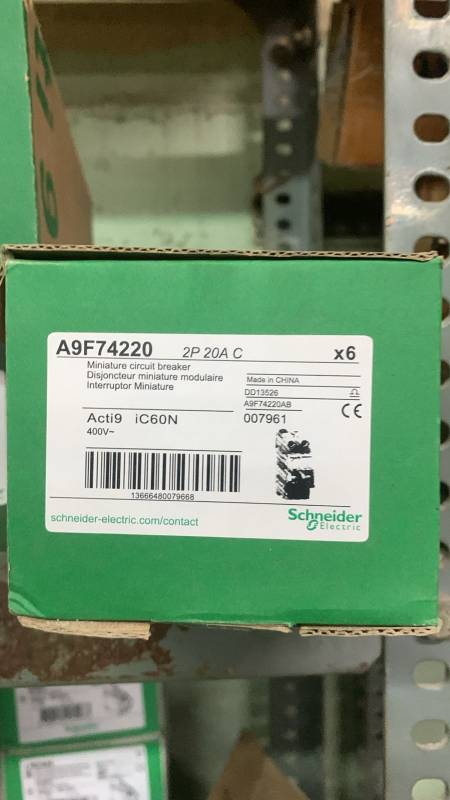 A9F74220 2P 20A C x6
Miniature circuit breaker
Disjoncteur miniature modulaire
Interruptor Miniature
Made in CHINA
DD13526
A9F74220AB
007961
CE
Acti9 iC60N
400V~
13666480079668
schneider-electric.com/contact
Schneider
Electric